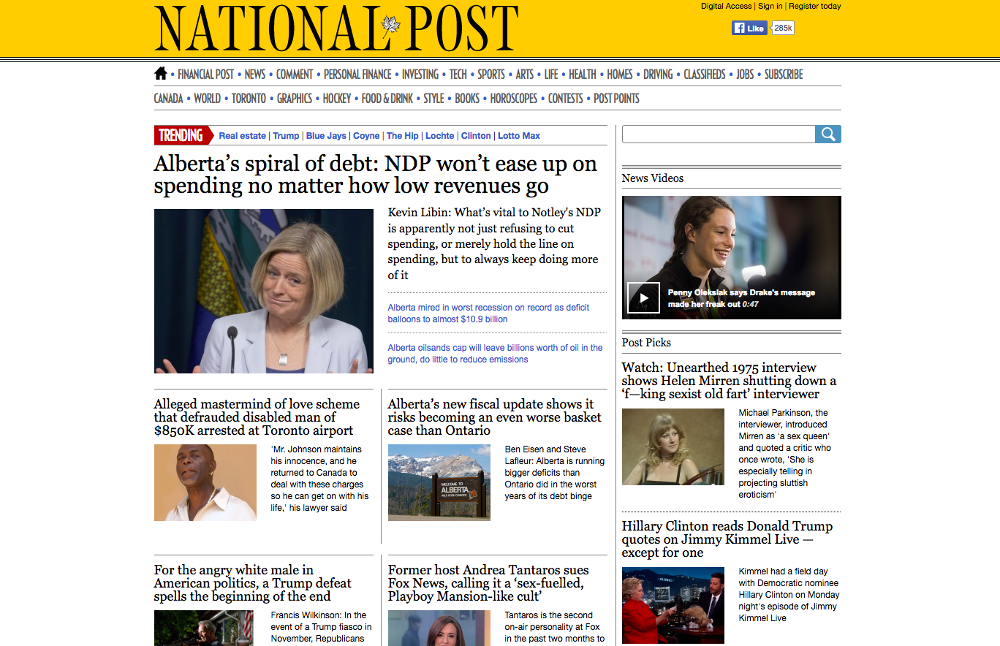 NATIONAL POST
Digital Access | Sign in | Register today
Like 285k
• FINANCIAL POST • NEWS • COMMENT • PERSONAL FINANCE • INVESTING • TECH • SPORTS • ARTS • LIFE • HEALTH • HOMES • DRIVING • CLASSIFIEDS • JOBS • SUBSCRIBE
CANADA • WORLD • TORONTO • GRAPHICS • HOCKEY • FOOD & DRINK • STYLE • BOOKS • HOROSCOPES • CONTESTS • POST POINTS
TRENDING Real estate | Trump | Blue Jays | Coyne | The Hip | Lochte | Clinton | Lotto Max
Alberta’s spiral of debt: NDP won’t ease up on
spending no matter how low revenues go
Kevin Libin: What’s vital to Notley's NDP
is apparently not just refusing to cut
spending, or merely hold the line on
spending, but to always keep doing more
of it
Alberta mired in worst recession on record as deficit
balloons to almost $10.9 billion
Alberta oilsands cap will leave billions worth of oil in the
ground, do little to reduce emissions
Alleged mastermind of love scheme
that defrauded disabled man of
$850K arrested at Toronto airport
‘Mr. Johnson maintains
his innocence, and he
returned to Canada to
deal with these charges
so he can get on with his
life,’ his lawyer said
Alberta’s new fiscal update shows it
risks becoming an even worse basket
case than Ontario
WELCOME TO
ALBERTA
WILD ROSE COUNTRY
Ben Eisen and Steve
Lafleur: Alberta is running
bigger deficits than
Ontario did in the worst
years of its debt binge
For the angry white male in
American politics, a Trump defeat
spells the beginning of the end
Francis Wilkinson: In the
event of a Trump fiasco in
November, Republicans
Former host Andrea Tantaros sues
Fox News, calling it a ‘sex-fuelled,
Playboy Mansion-like cult’
Tantaros is the second
on-air personality at Fox
in the past two months to
News Videos
Penny Oleksiak says Drake's message
made her freak out 0:47
Post Picks
Watch: Unearthed 1975 interview
shows Helen Mirren shutting down a
‘f—king sexist old fart’ interviewer
Michael Parkinson, the
interviewer, introduced
Mirren as 'a sex queen'
and quoted a critic who
once wrote, 'She is
especially telling in
projecting sluttish
eroticism'
Hillary Clinton reads Donald Trump
quotes on Jimmy Kimmel Live —
except for one
Kimmel had a field day
with Democratic nominee
Hillary Clinton on Monday
night's episode of Jimmy
Kimmel Live